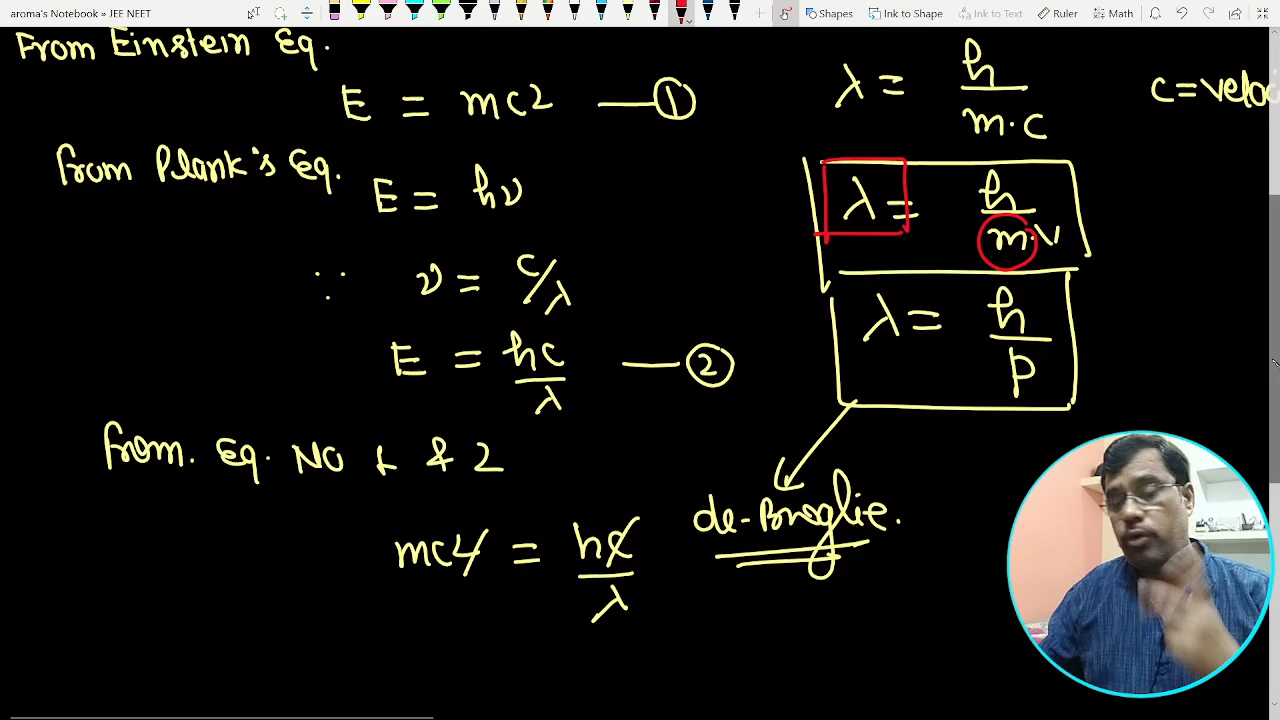 aroma's Notebook » JEE NEET
Shapes
Ink to Shape
Ink to Text
Ruler
Math
From Einstein Eq.
E = mc2 — 1
From Plank's Eq.
E = hν
∵ ν = c/λ
E = hc/λ — 2
From. Eq. No 1 & 2
mc2 = hc/λ
λ = h/m·c
c=veloc
λ = h/m·v
λ = h/p
de-Broglie.